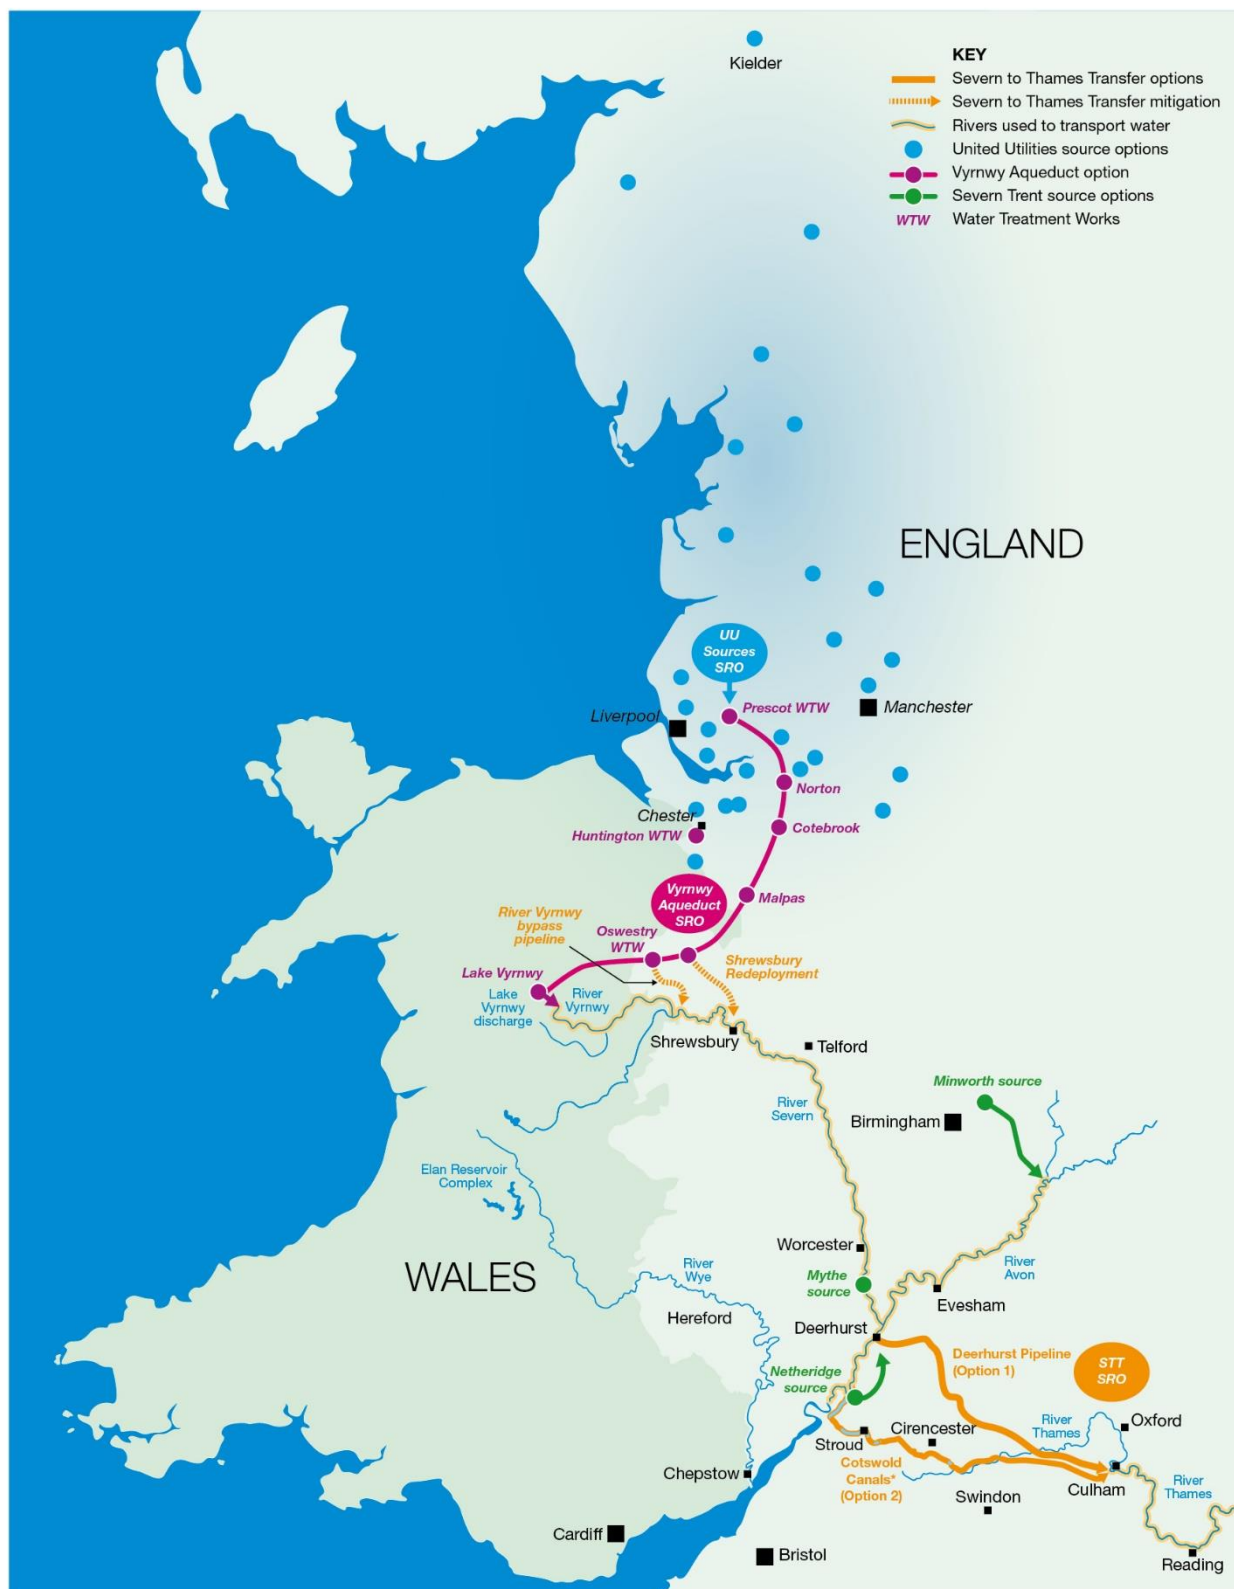 Kielder
KEY
Severn to Thames Transfer options
Severn to Thames Transfer mitigation
Rivers used to transport water
United Utilities source options
Vyrnwy Aqueduct option
Severn Trent source options
WTW
Water Treatment Works
ENGLAND
UU
Sources
SRO
Liverpool
Prescot WTW
Manchester
Norton
Chester
Huntington WTW
Cotebrook
Vyrnwy
Aqueduct
SRO
Malpas
River Vyrnwy
bypass
pipeline
Oswestry
WTW
Shrewsbury
Redeployment
Lake Vyrnwy
Lake
Vyrnwy
discharge
River
Vyrnwy
Shrewsbury
Telford
Minworth source
River
Severn
Birmingham
Elan Reservoir
Complex
WALES
Worcester
River
Wye
Mythe
source
River
Avon
Hereford
Evesham
Deerhurst
Deerhurst Pipeline
(Option 1)
STT
SRO
Netheridge
source
River
Thames
Oxford
Stroud
Cirencester
Cotswold
Canals*
(Option 2)
Chepstow
Swindon
Culham
River
Thames
Cardiff
Bristol
Reading